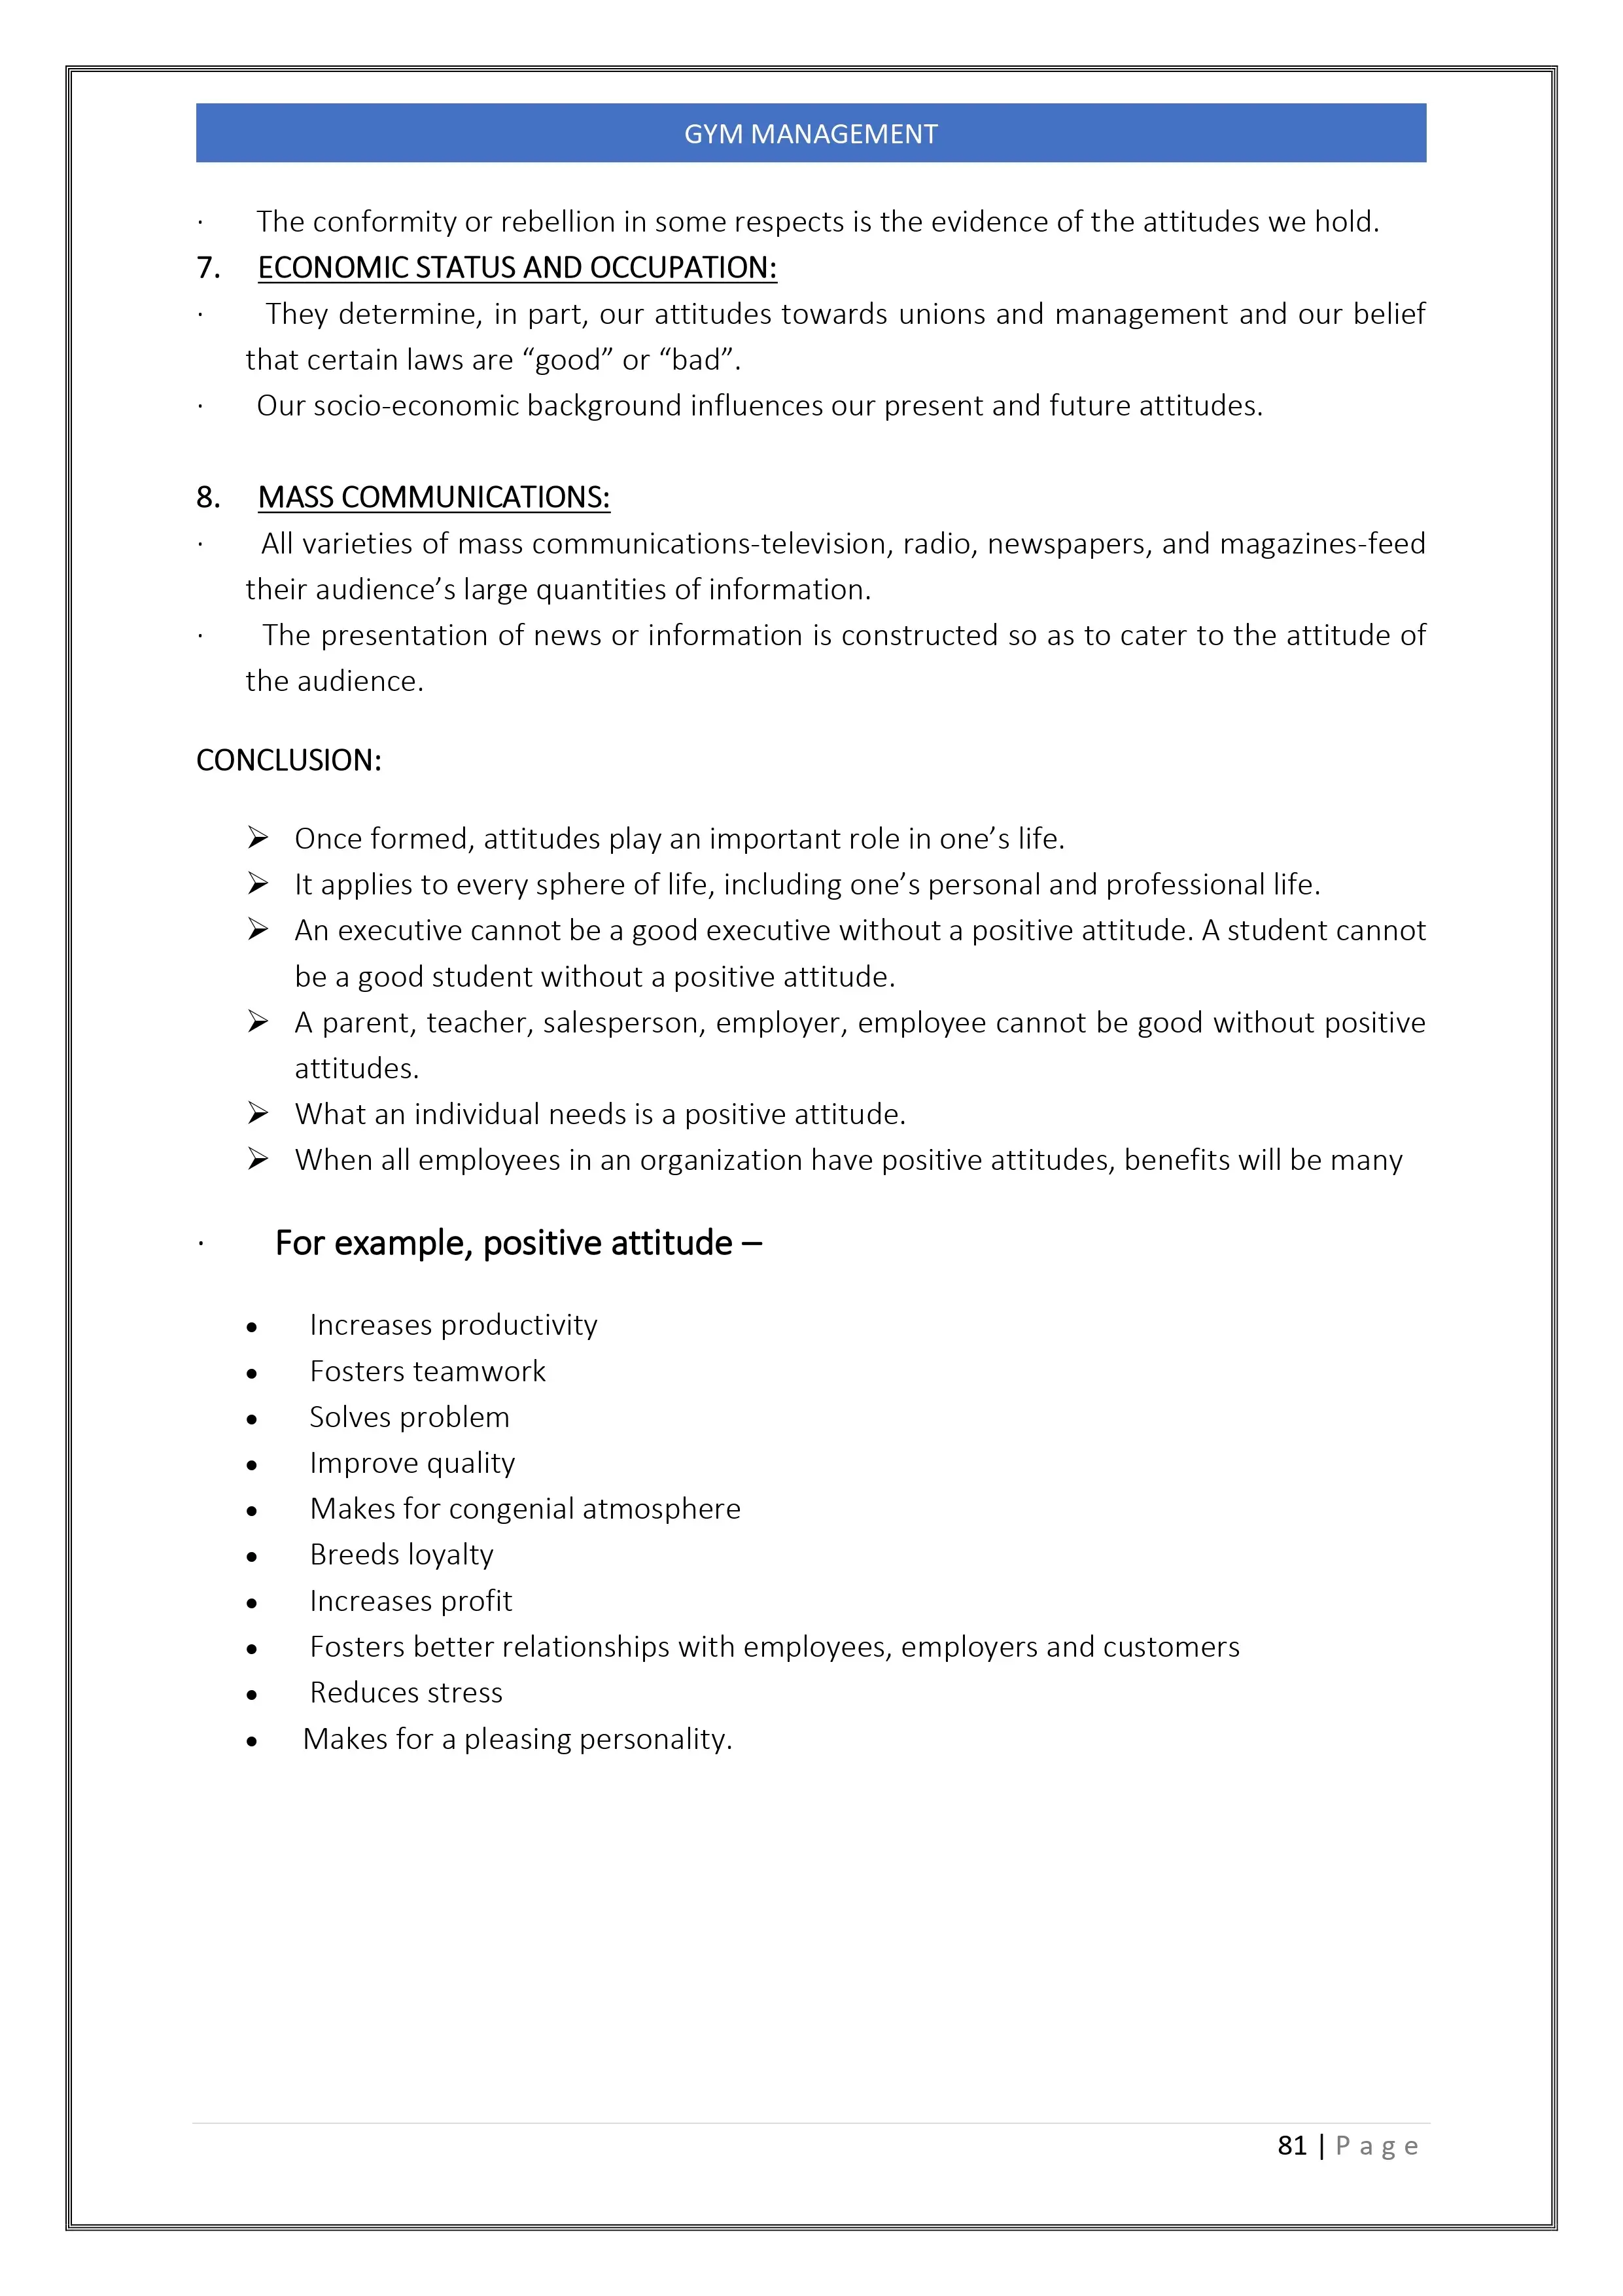 GYM MANAGEMENT
· The conformity or rebellion in some respects is the evidence of the attitudes we hold.
7. ECONOMIC STATUS AND OCCUPATION:
· They determine, in part, our attitudes towards unions and management and our belief
that certain laws are “good” or “bad”.
· Our socio-economic background influences our present and future attitudes.
8. MASS COMMUNICATIONS:
· All varieties of mass communications-television, radio, newspapers, and magazines-feed
their audience’s large quantities of information.
· The presentation of news or information is constructed so as to cater to the attitude of
the audience.
CONCLUSION:
➢ Once formed, attitudes play an important role in one’s life.
➢ It applies to every sphere of life, including one’s personal and professional life.
➢ An executive cannot be a good executive without a positive attitude. A student cannot
be a good student without a positive attitude.
➢ A parent, teacher, salesperson, employer, employee cannot be good without positive
attitudes.
➢ What an individual needs is a positive attitude.
➢ When all employees in an organization have positive attitudes, benefits will be many
· For example, positive attitude –
• Increases productivity
• Fosters teamwork
• Solves problem
• Improve quality
• Makes for congenial atmosphere
• Breeds loyalty
• Increases profit
• Fosters better relationships with employees, employers and customers
• Reduces stress
• Makes for a pleasing personality.
81 | P a g e